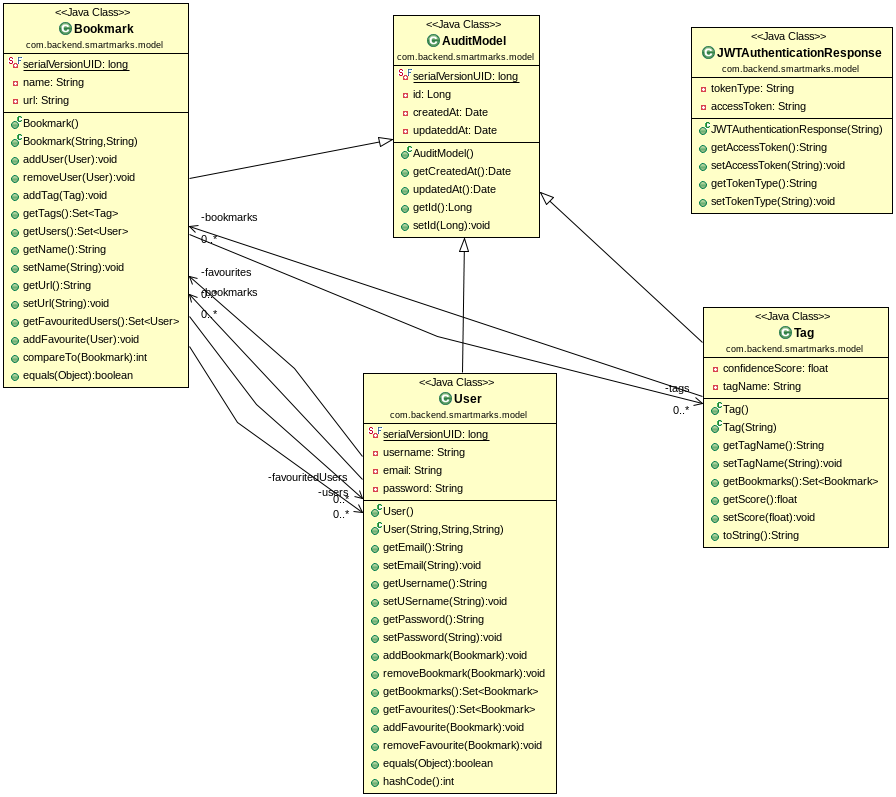 <<Java Class>>
Bookmark
com.backend.smartmarks.model
serialVersionUID: long
name: String
url: String
Bookmark()
Bookmark(String,String)
addUser(User):void
removeUser(User):void
addTag(Tag):void
getTags():Set<Tag>
getUsers():Set<User>
getName():String
setName(String):void
getUrl():String
setUrl(String):void
getFavouritedUsers():Set<User>
addFavourite(User):void
compareTo(Bookmark):int
equals(Object):boolean
<<Java Class>>
AuditModel
com.backend.smartmarks.model
serialVersionUID: long
id: Long
createdAt: Date
updateddAt: Date
AuditModel()
getCreatedAt():Date
updatedAt():Date
getId():Long
setId(Long):void
<<Java Class>>
JWTAuthenticationResponse
com.backend.smartmarks.model
tokenType: String
accessToken: String
JWTAuthenticationResponse(String)
getAccessToken():String
setAccessToken(String):void
getTokenType():String
setTokenType(String):void
-bookmarks
0..*
-favourites
0..*
-bookmarks
0..*
-tags
0..*
-favouritedUsers
0..*
-users
0..*
<<Java Class>>
User
com.backend.smartmarks.model
serialVersionUID: long
username: String
email: String
password: String
User()
User(String,String,String)
getEmail():String
setEmail(String):void
getUsername():String
setUSername(String):void
getPassword():String
setPassword(String):void
addBookmark(Bookmark):void
removeBookmark(Bookmark):void
getBookmarks():Set<Bookmark>
getFavourites():Set<Bookmark>
addFavourite(Bookmark):void
removeFavourite(Bookmark):void
equals(Object):boolean
hashCode():int
<<Java Class>>
Tag
com.backend.smartmarks.model
confidenceScore: float
tagName: String
Tag()
Tag(String)
getTagName():String
setTagName(String):void
getBookmarks():Set<Bookmark>
getScore():float
setScore(float):void
toString():String